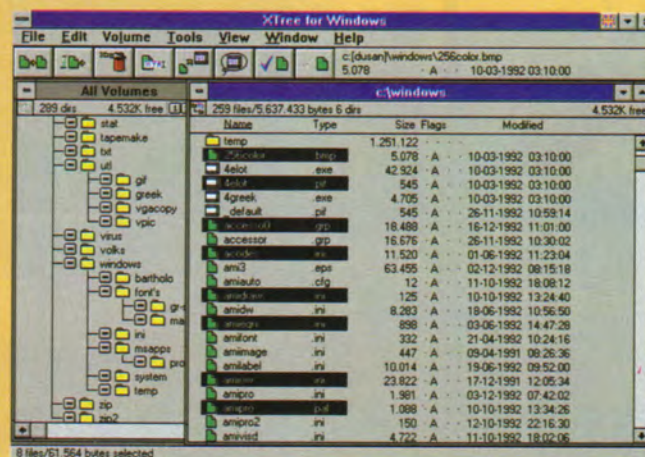 XTree for Windows
File Edit Volume Tools View Window Help
c:[dusan]\windows\256color.bmp
5.078 · A · · 10-03-1992 03:10:00
All Volumes
289 dirs 4.532K free
stat
tapemake
txt
utl
gif
greek
vgacopy
vpic
virus
volks
windows
bartholo
font's
ini
msapps
system
temp
zip
zip2
c:\windows
259 files/5.637.433 bytes 6 dirs 4.532K free
Name Type Size Flags Modified
temp 1.251.122
256color .bmp 5.078 · A · · 10-03-1992 03:10:00
4elot .exe 42.924 · A · · 10-03-1992 03:10:00
4elot .pif 545 · A · · 10-03-1992 03:10:00
4greek .exe 4.705 · A · · 10-03-1992 03:10:00
_default .pif 545 · A · · 26-11-1992 10:59:14
accesso0 .grp 18.488 · A · · 16-12-1992 11:01:00
accessor .grp 16.676 · A · · 26-11-1992 10:30:02
acodec .ini 11.520 · A · · 01-06-1992 11:23:04
ami3 .eps 63.455 · A · · 02-12-1992 08:15:18
amiauto .cfg 12 · A · · 11-10-1992 18:08:12
amidraw .ini 125 · A · · 10-10-1992 13:24:40
amidw .ini 8.283 · A · · 18-06-1992 10:56:50
.ini 898 · A · · 03-06-1992 14:47:28
amifont .ini 332 · A · · 21-04-1992 10:24:16
amiimage .ini 447 · A · · 09-04-1991 08:26:36
amilabel .ini 10.014 · A · · 19-06-1992 09:52:00
.ini 23.822 · A · · 17-12-1991 12:05:34
amipro .ini 1.981 · A · · 03-12-1992 07:42:02
amipro 1.088 · A · · 10-10-1992 13:34:26
amipro2 .ini 150 · A · · 12-10-1992 22:16:30
amivisd .ini 4.722 · A · · 11-10-1992 18:02:06
8 files/61.564 bytes selected